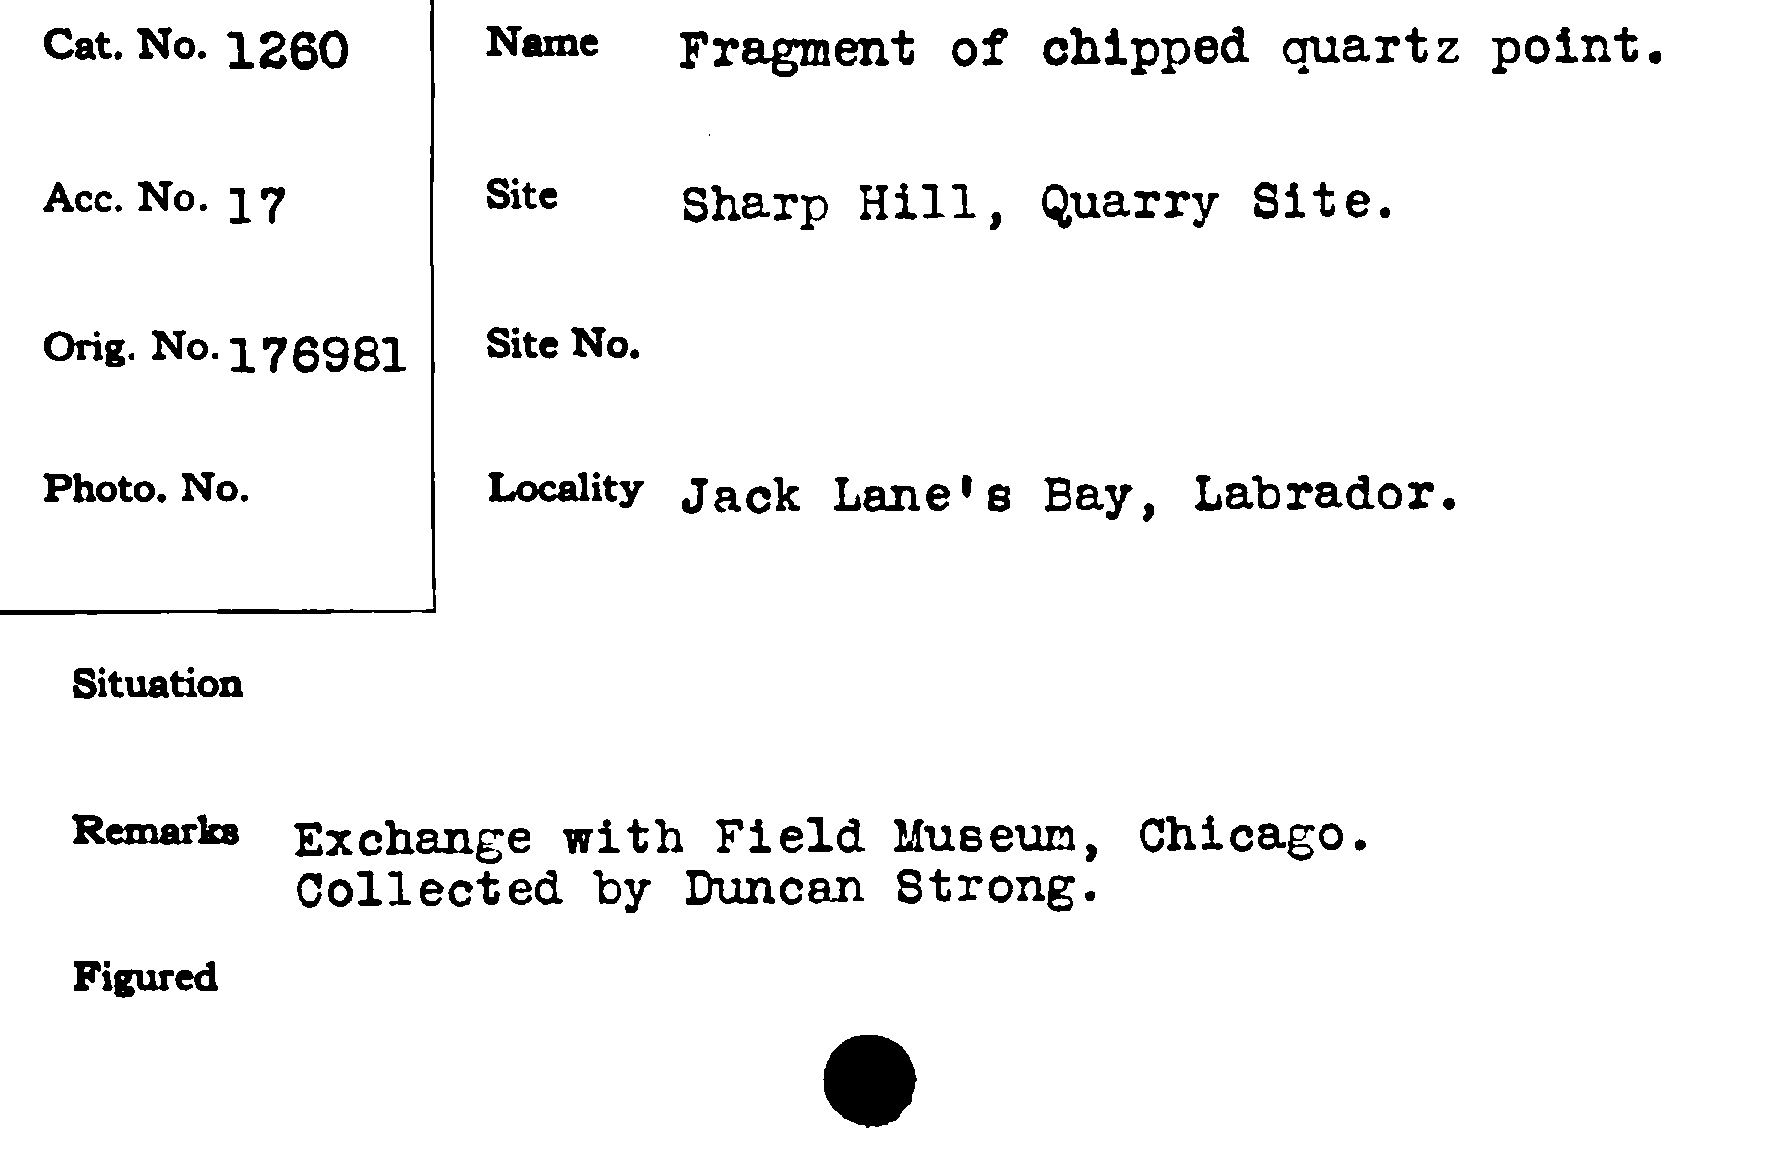 Cat. No. 1260
Name Fragment of chipped quartz point.
Acc. No. 17
Site Sharp Hill, Quarry Site.
Orig. No. 176981
Site No.
Photo. No.
Locality Jack Lane's Bay, Labrador.
Situation
Remarks Exchange with Field Museum, Chicago.
Collected by Duncan Strong.
Figured